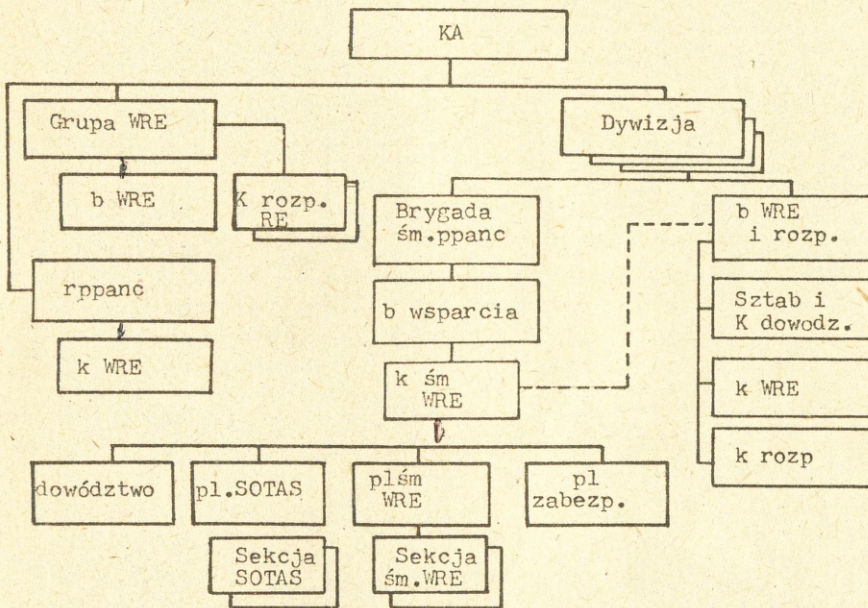 KA
Grupa WRE
Dywizja
b WRE
K rozp.
RE
Brygada
śm.ppanc
b WRE
i rozp.
rppanc
b wsparcia
Sztab i
K dowodz.
k WRE
k śm
WRE
k WRE
k rozp
dowództwo
pl.SOTAS
plśm
WRE
pl
zabezp.
Sekcja
SOTAS
Sekcja
śm.WRE